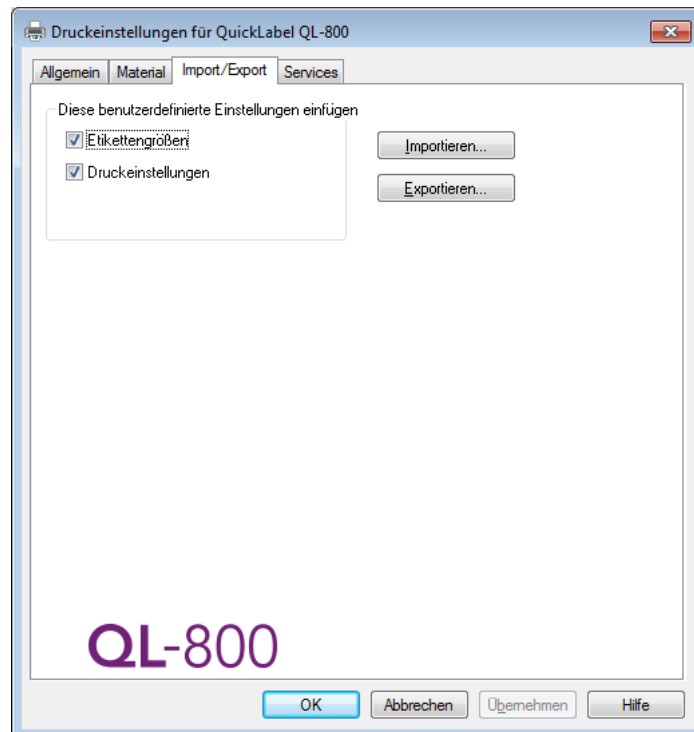 Druckeinstellungen für QuickLabel QL-800
Allgemein Material Import/Export Services
Diese benutzerdefinierte Einstellungen einfügen
Etikettengrößen
Importieren...
Druckeinstellungen
Exportieren...
QL-800
OK Abbrechen Übernehmen Hilfe